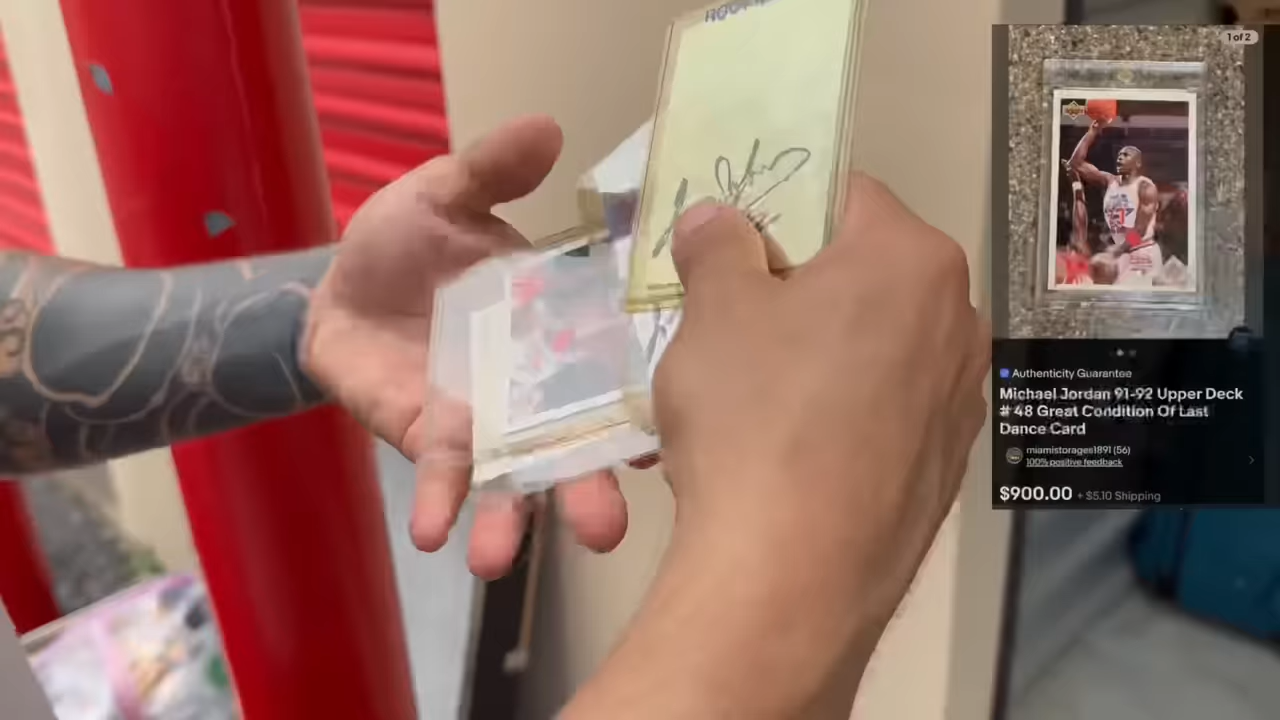 1 of 2
Authenticity Guarantee
Michael Jordan 91-92 Upper Deck
# 48 Great Condition Of Last
Dance Card
miamistorages1891 (56)
100% positive feedback
$900.00 + $5.10 Shipping